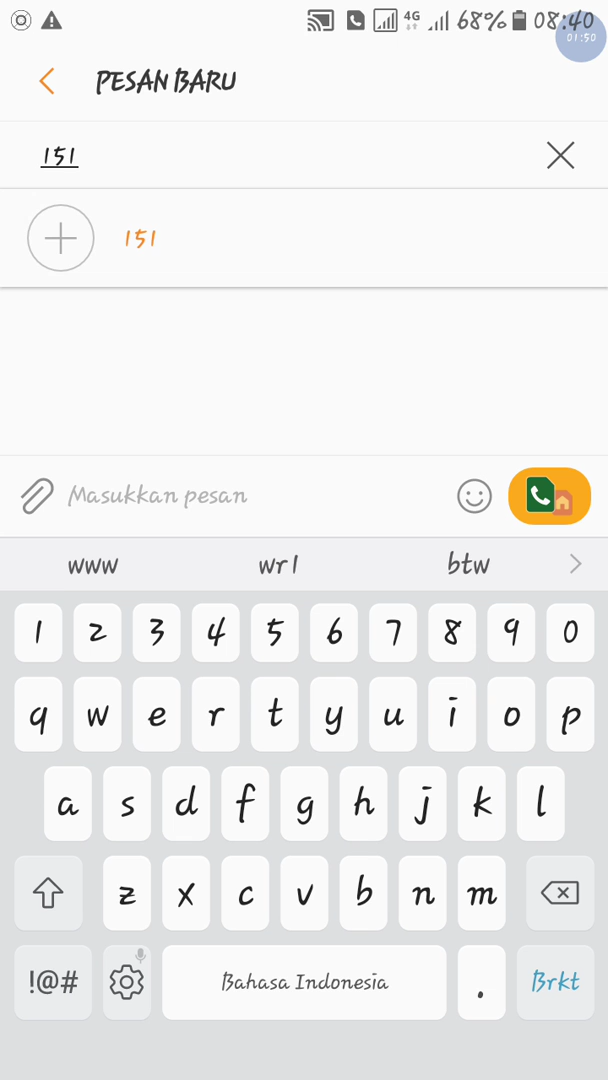 4G 68% 08:40
01:50
PESAN BARU
151
151
Masukkan pesan
www wr1 btw
1 2 3 4 5 6 7 8 9 0
q w e r t y u i o p
a s d f g h j k l
z x c v b n m
!@# Bahasa Indonesia . Brkt